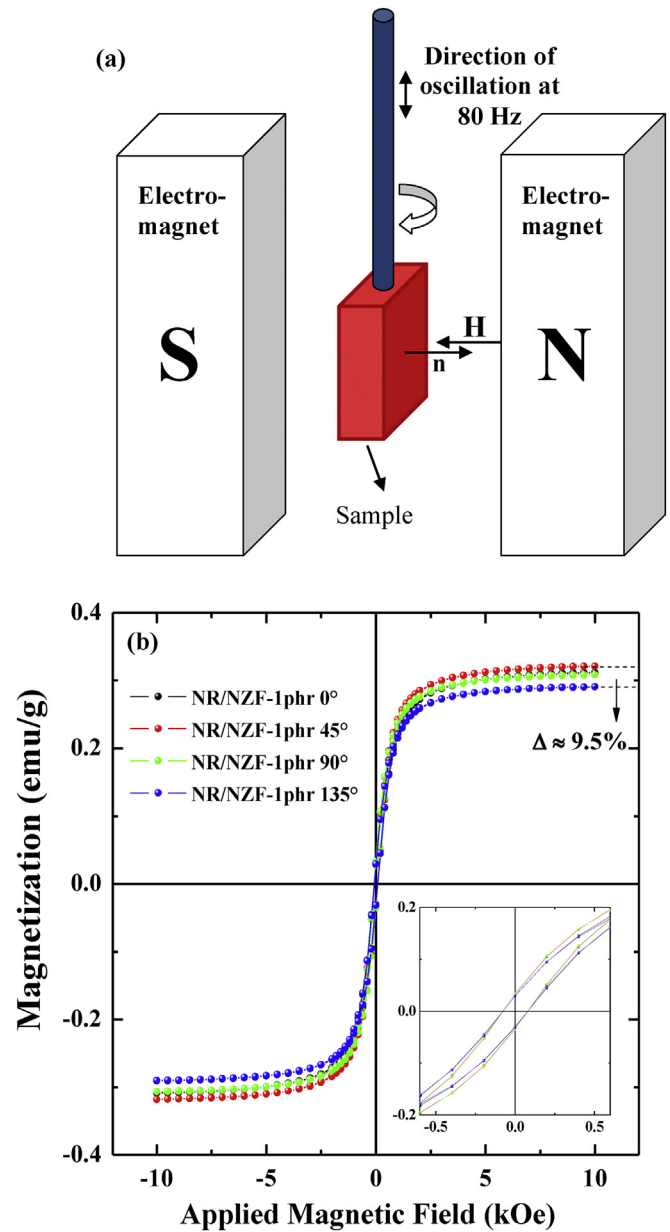 (a)
Direction of
oscillation at
80 Hz
Electro-
magnet
S
Electro-
magnet
N
H
n
Sample
(b)
NR/NZF-1phr 0°
NR/NZF-1phr 45°
NR/NZF-1phr 90°
NR/NZF-1phr 135°
Δ ≈ 9.5%
0.4
0.2
0.0
-0.2
-0.4
Magnetization (emu/g)
0.2
0.0
-0.2
-0.5
0.0
0.5
-10
-5
0
5
10
Applied Magnetic Field (kOe)